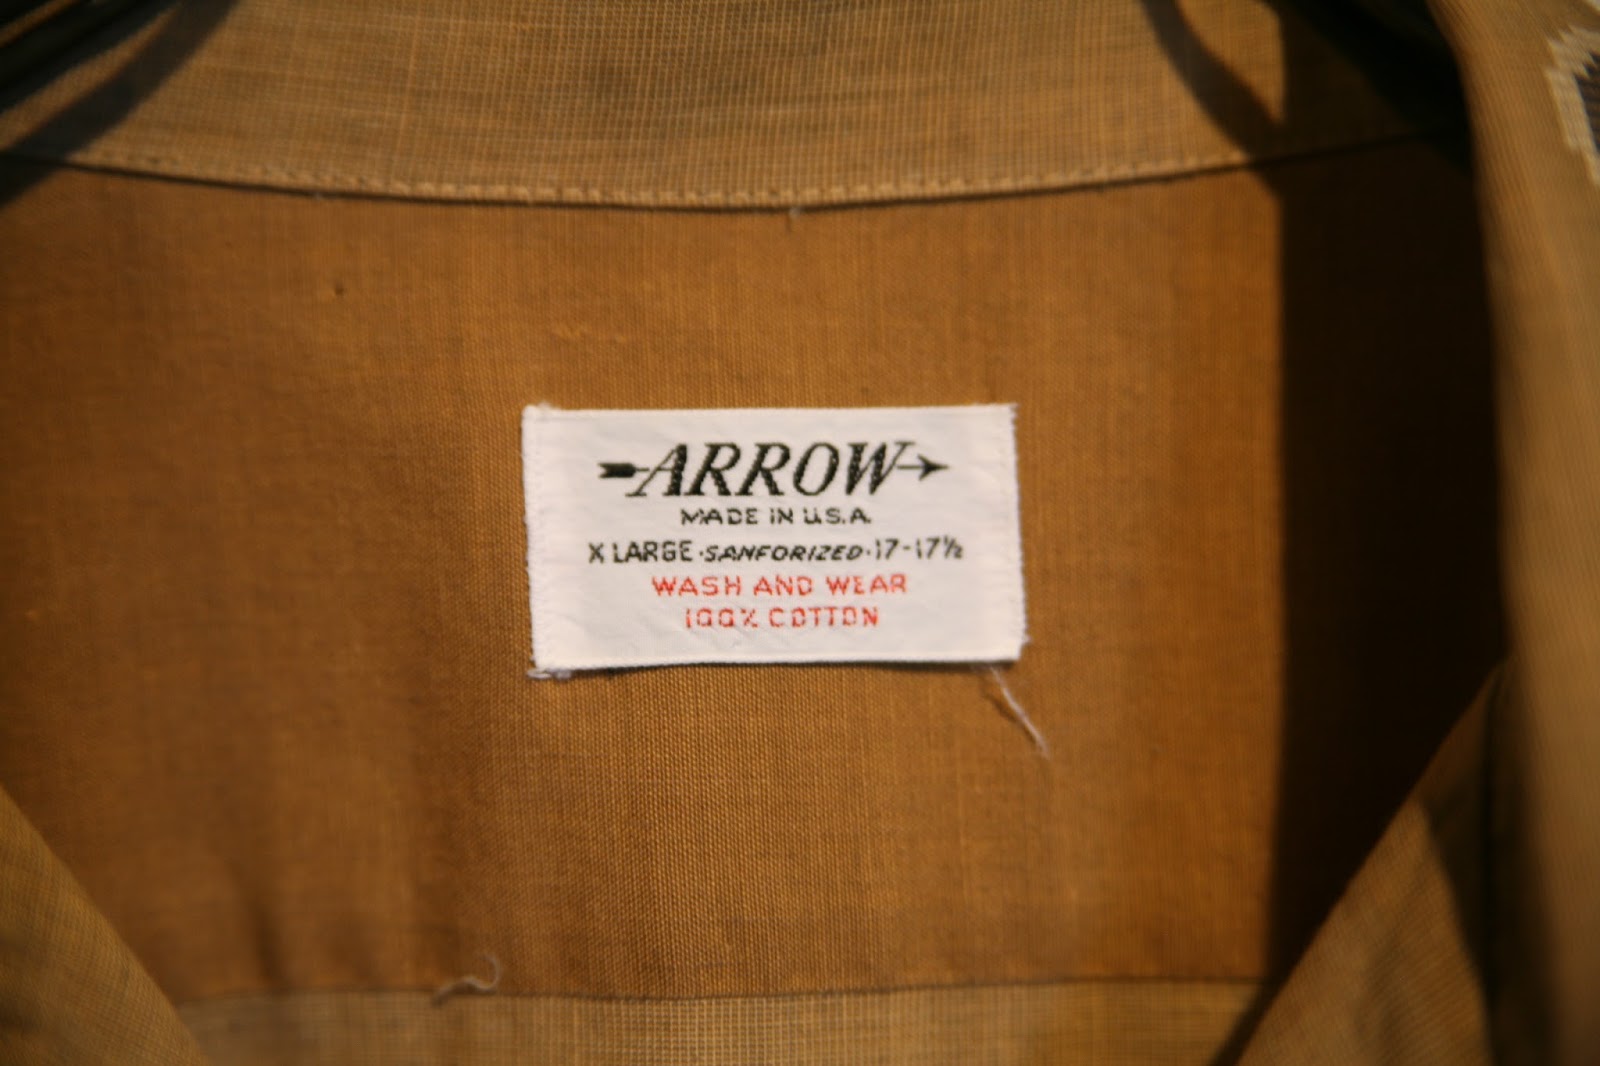 ARROW
MADE IN U.S.A.
X LARGE · SANFORIZED · 17-17½
WASH AND WEAR
100% COTTON